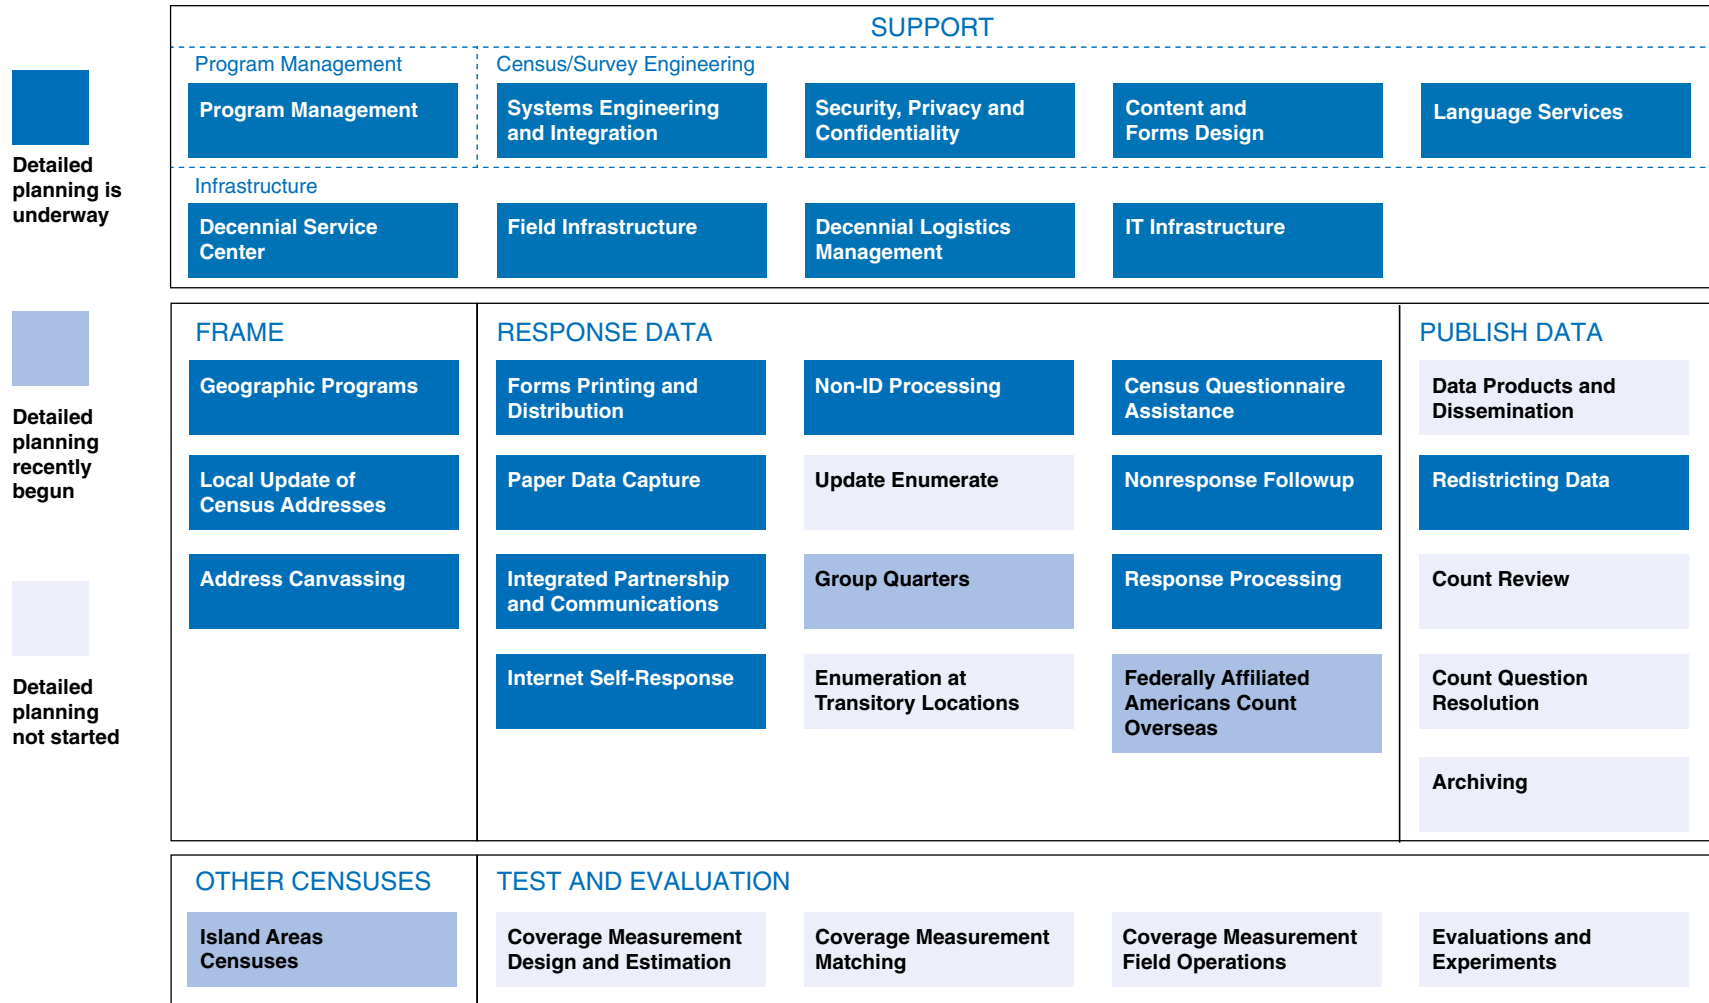 Detailed
planning is
underway
Detailed
planning
recently
begun
Detailed
planning
not started
SUPPORT
Program Management
Census/Survey Engineering
Program Management
Systems Engineering
and Integration
Security, Privacy and
Confidentiality
Content and
Forms Design
Language Services
Infrastructure
Decennial Service
Center
Field Infrastructure
Decennial Logistics
Management
IT Infrastructure
FRAME
Geographic Programs
Local Update of
Census Addresses
Address Canvassing
RESPONSE DATA
Forms Printing and
Distribution
Non-ID Processing
Census Questionnaire
Assistance
Paper Data Capture
Update Enumerate
Nonresponse Followup
Integrated Partnership
and Communications
Group Quarters
Response Processing
Internet Self-Response
Enumeration at
Transitory Locations
Federally Affiliated
Americans Count
Overseas
PUBLISH DATA
Data Products and
Dissemination
Redistricting Data
Count Review
Count Question
Resolution
Archiving
OTHER CENSUSES
Island Areas
Censuses
TEST AND EVALUATION
Coverage Measurement
Design and Estimation
Coverage Measurement
Matching
Coverage Measurement
Field Operations
Evaluations and
Experiments